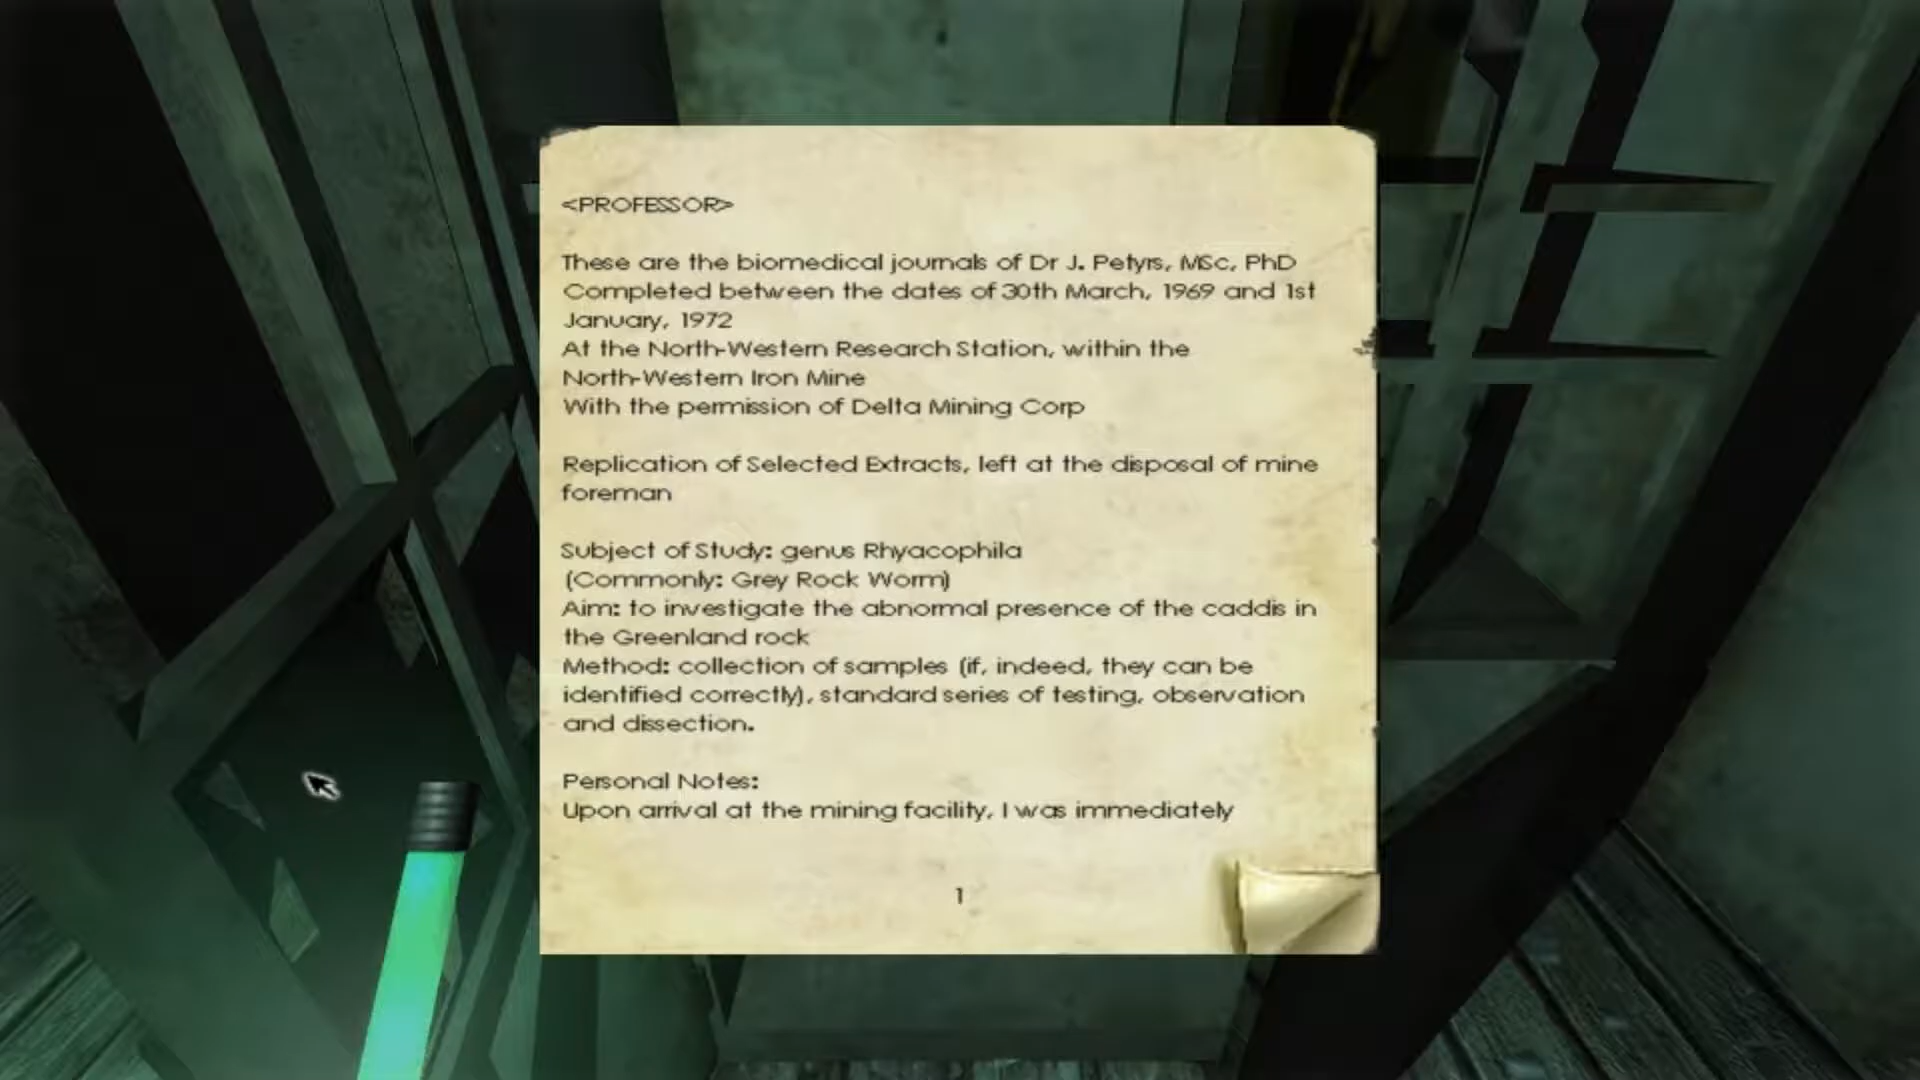 <PROFESSOR>
These are the biomedical journals of Dr J. Petyrs, MSc, PhD
Completed between the dates of 30th March, 1969 and 1st
January, 1972
At the North-Western Research Station, within the
North-Western Iron Mine
With the permission of Delta Mining Corp
Replication of Selected Extracts, left at the disposal of mine
foreman
Subject of Study: genus Rhyacophila
(Commonly: Grey Rock Worm)
Aim: to investigate the abnormal presence of the caddis in
the Greenland rock
Method: collection of samples (if, indeed, they can be
identified correctly), standard series of testing, observation
and dissection.
Personal Notes:
Upon arrival at the mining facility, I was immediately
1